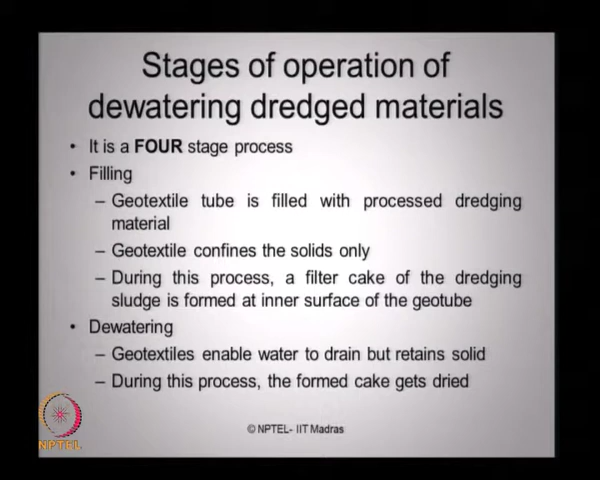 Stages of operation of
dewatering dredged materials
• It is a FOUR stage process
• Filling
– Geotextile tube is filled with processed dredging
material
– Geotextile confines the solids only
– During this process, a filter cake of the dredging
sludge is formed at inner surface of the geotube
• Dewatering
– Geotextiles enable water to drain but retains solid
– During this process, the formed cake gets dried
NPTEL
© NPTEL- IIT Madras